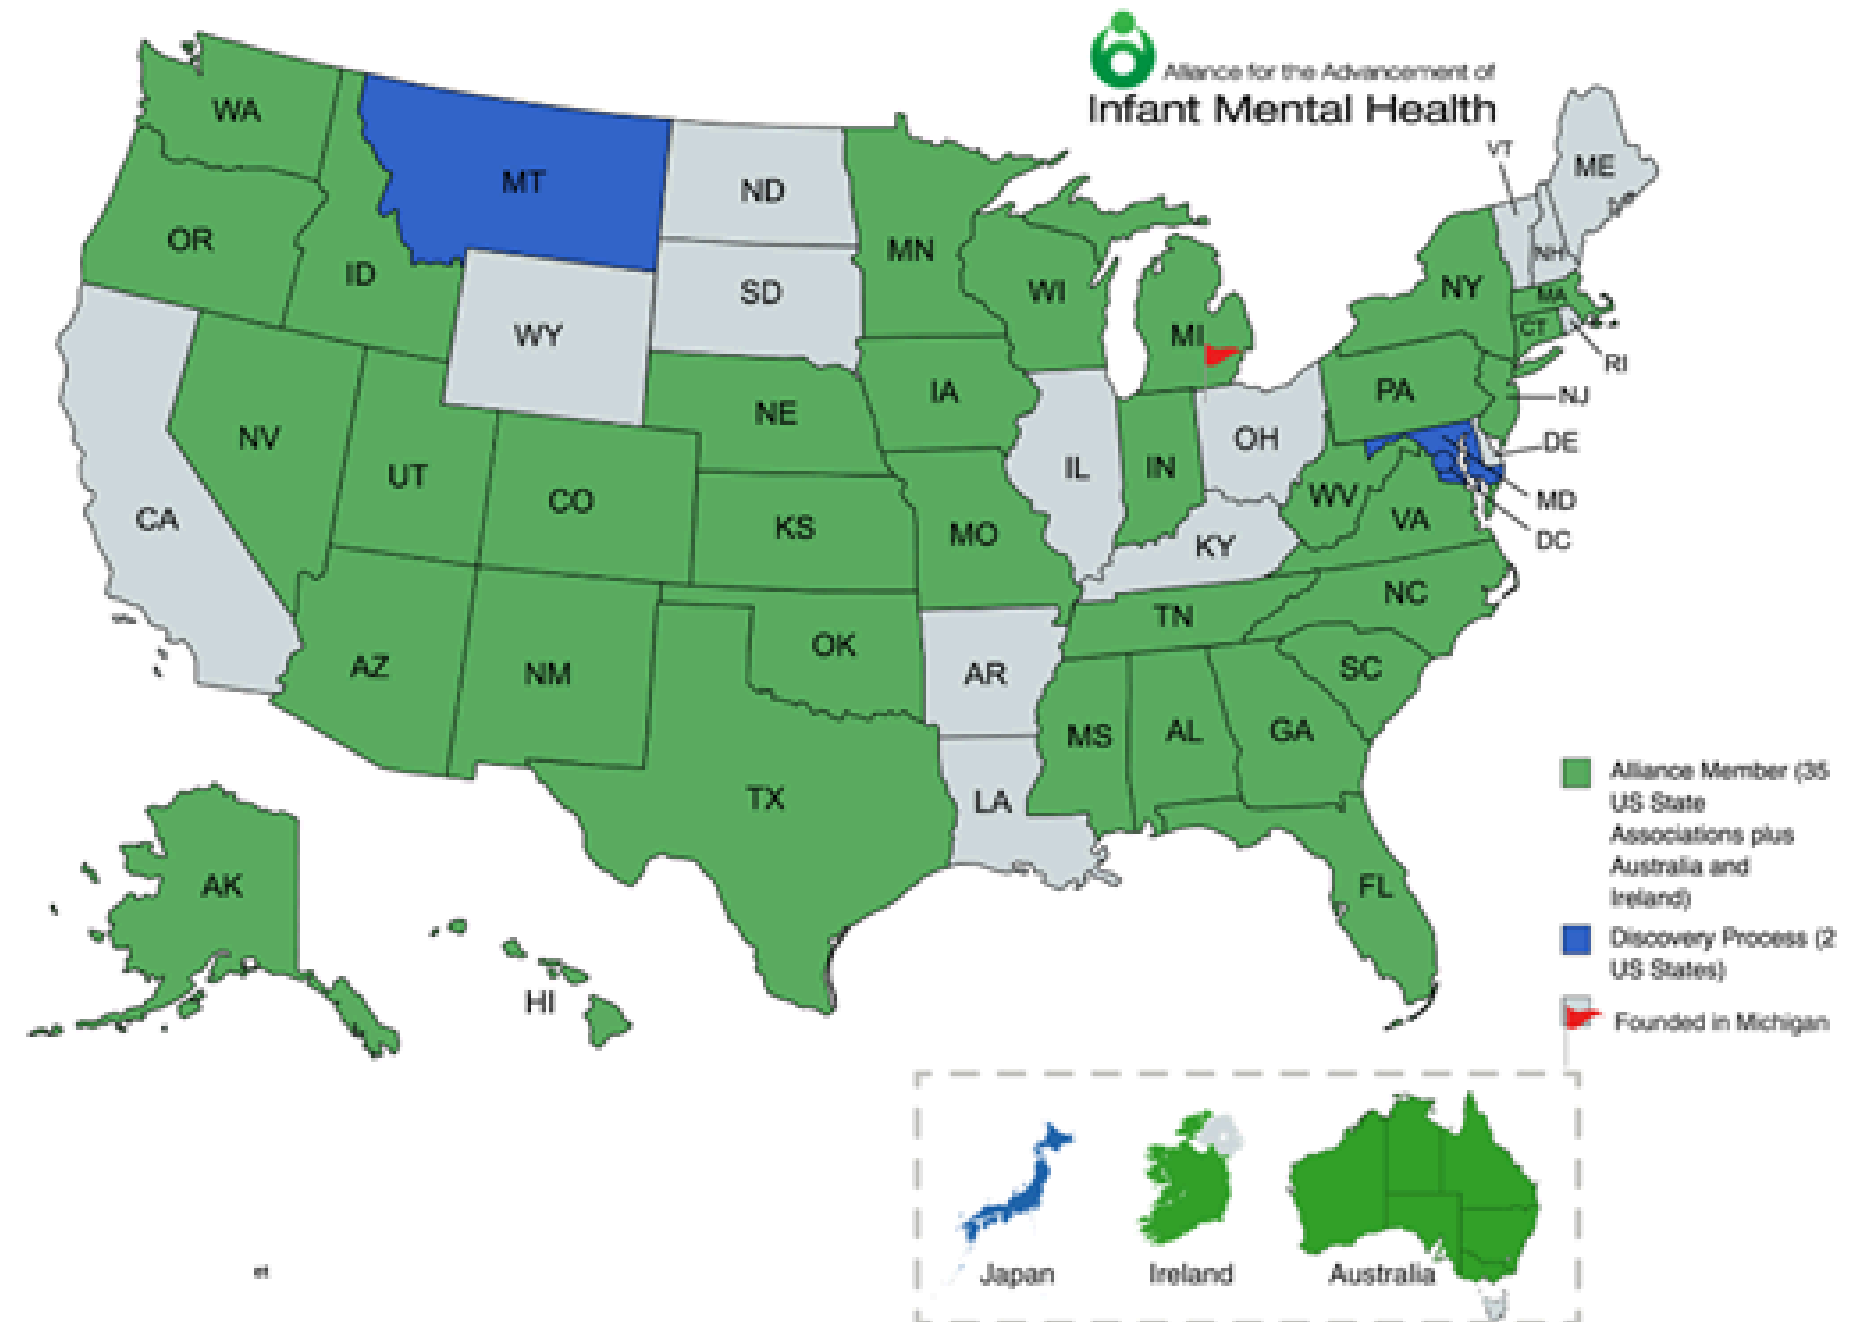 Alliance for the Advancement of
Infant Mental Health
WA
MT
ND
MN
VT
ME
OR
ID
SD
WI
MI
NY
NH
MA
CT
RI
WY
NE
IA
PA
NJ
NV
UT
CO
KS
MO
IL
IN
OH
DE
WV
VA
MD
DC
CA
KY
NC
TN
AZ
NM
OK
AR
SC
MS
AL
GA
TX
LA
FL
AK
HI
Alliance Member (35
US State
Associations plus
Australia and
Ireland)
Discovery Process (2
US States)
Founded in Michigan
Japan
Ireland
Australia
et